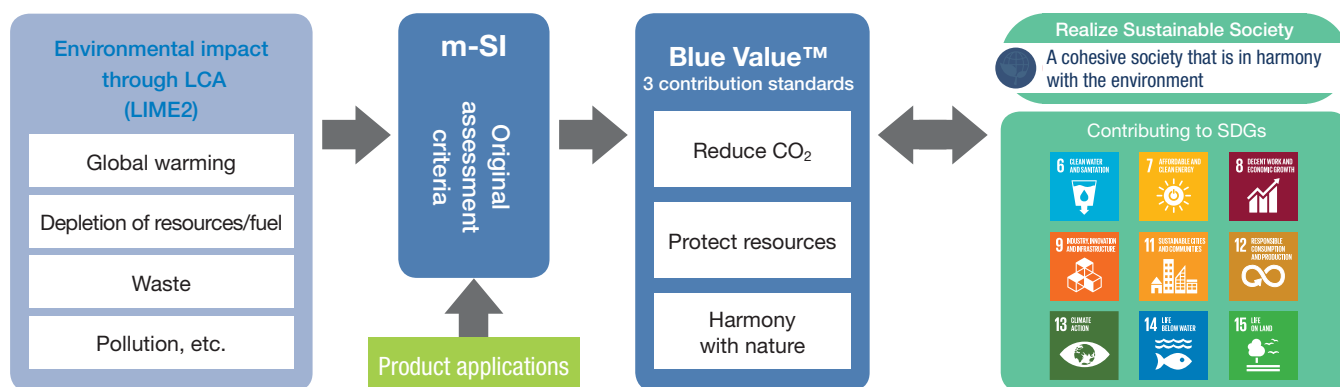 Environmental impact
through LCA
(LIME2)
Global warming
Depletion of resources/fuel
Waste
Pollution, etc.
m-SI
Original
assessment
criteria
Product applications
Blue Value™
3 contribution standards
Reduce CO₂
Protect resources
Harmony
with nature
Realize Sustainable Society
A cohesive society that is in harmony
with the environment
Contributing to SDGs
6 CLEAN WATER
AND SANITATION
7 AFFORDABLE AND
CLEAN ENERGY
8 DECENT WORK AND
ECONOMIC GROWTH
9 INDUSTRY, INNOVATION
AND INFRASTRUCTURE
11 SUSTAINABLE CITIES
AND COMMUNITIES
12 RESPONSIBLE
CONSUMPTION
AND PRODUCTION
13 CLIMATE
ACTION
14 LIFE
BELOW WATER
15 LIFE
ON LAND